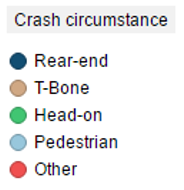 Crash circumstance
Rear-end
T-Bone
Head-on
Pedestrian
Other